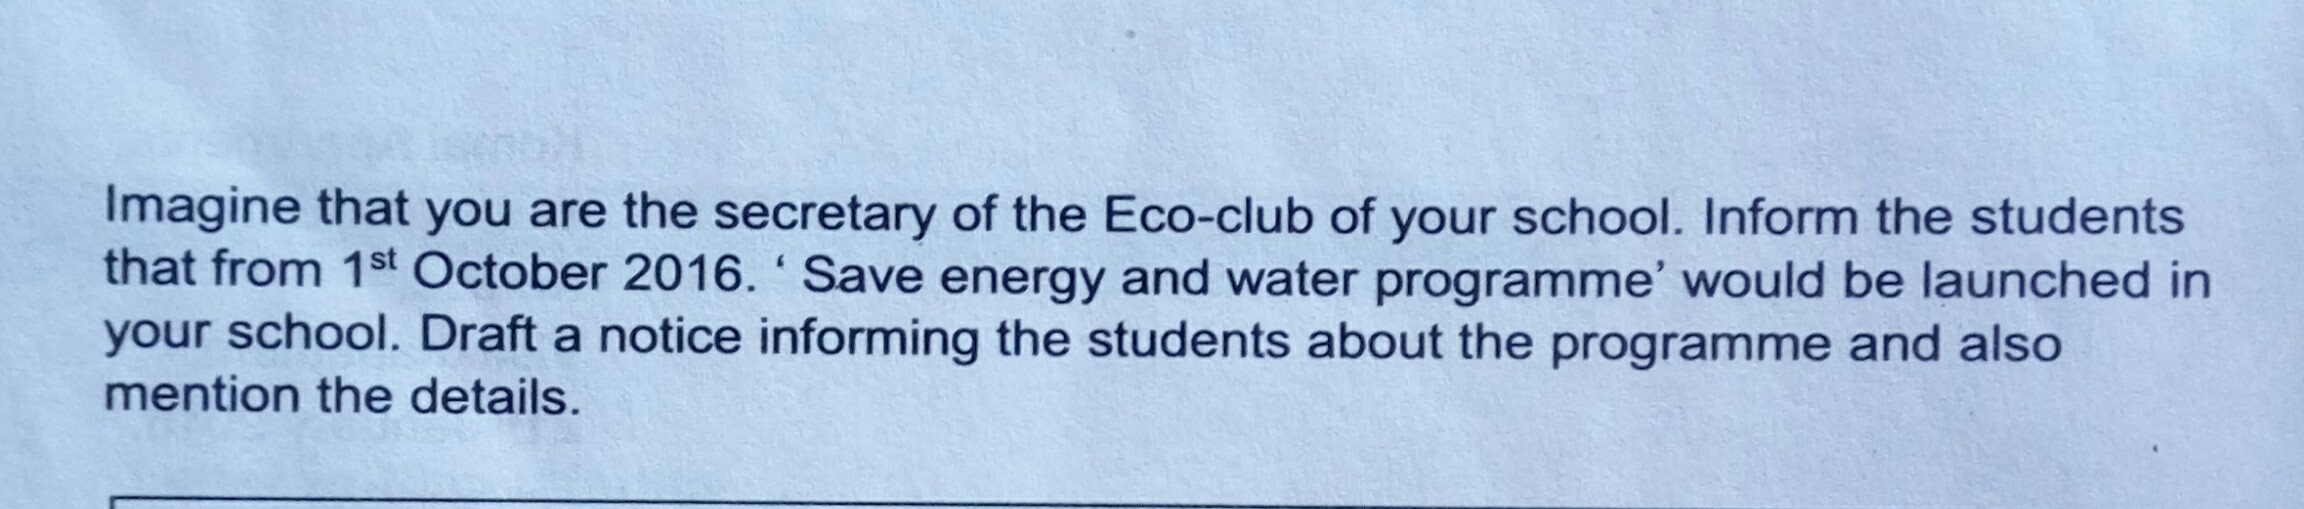 Imagine that you are the secretary of the Eco-club of your school. Inform the students
that from 1st October 2016. ‘ Save energy and water programme’ would be launched in
your school. Draft a notice informing the students about the programme and also
mention the details.